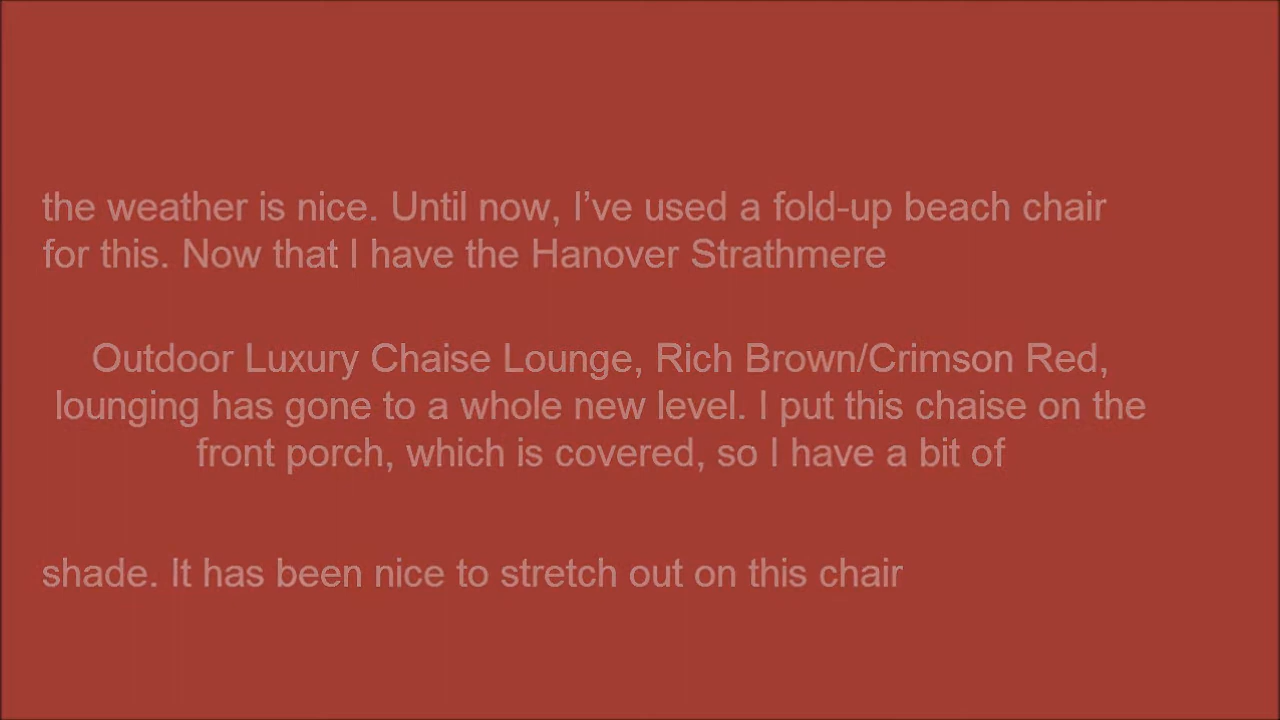 the weather is nice. Until now, I’ve used a fold-up beach chair
for this. Now that I have the Hanover Strathmere
Outdoor Luxury Chaise Lounge, Rich Brown/Crimson Red,
lounging has gone to a whole new level. I put this chaise on the
front porch, which is covered, so I have a bit of
shade. It has been nice to stretch out on this chair